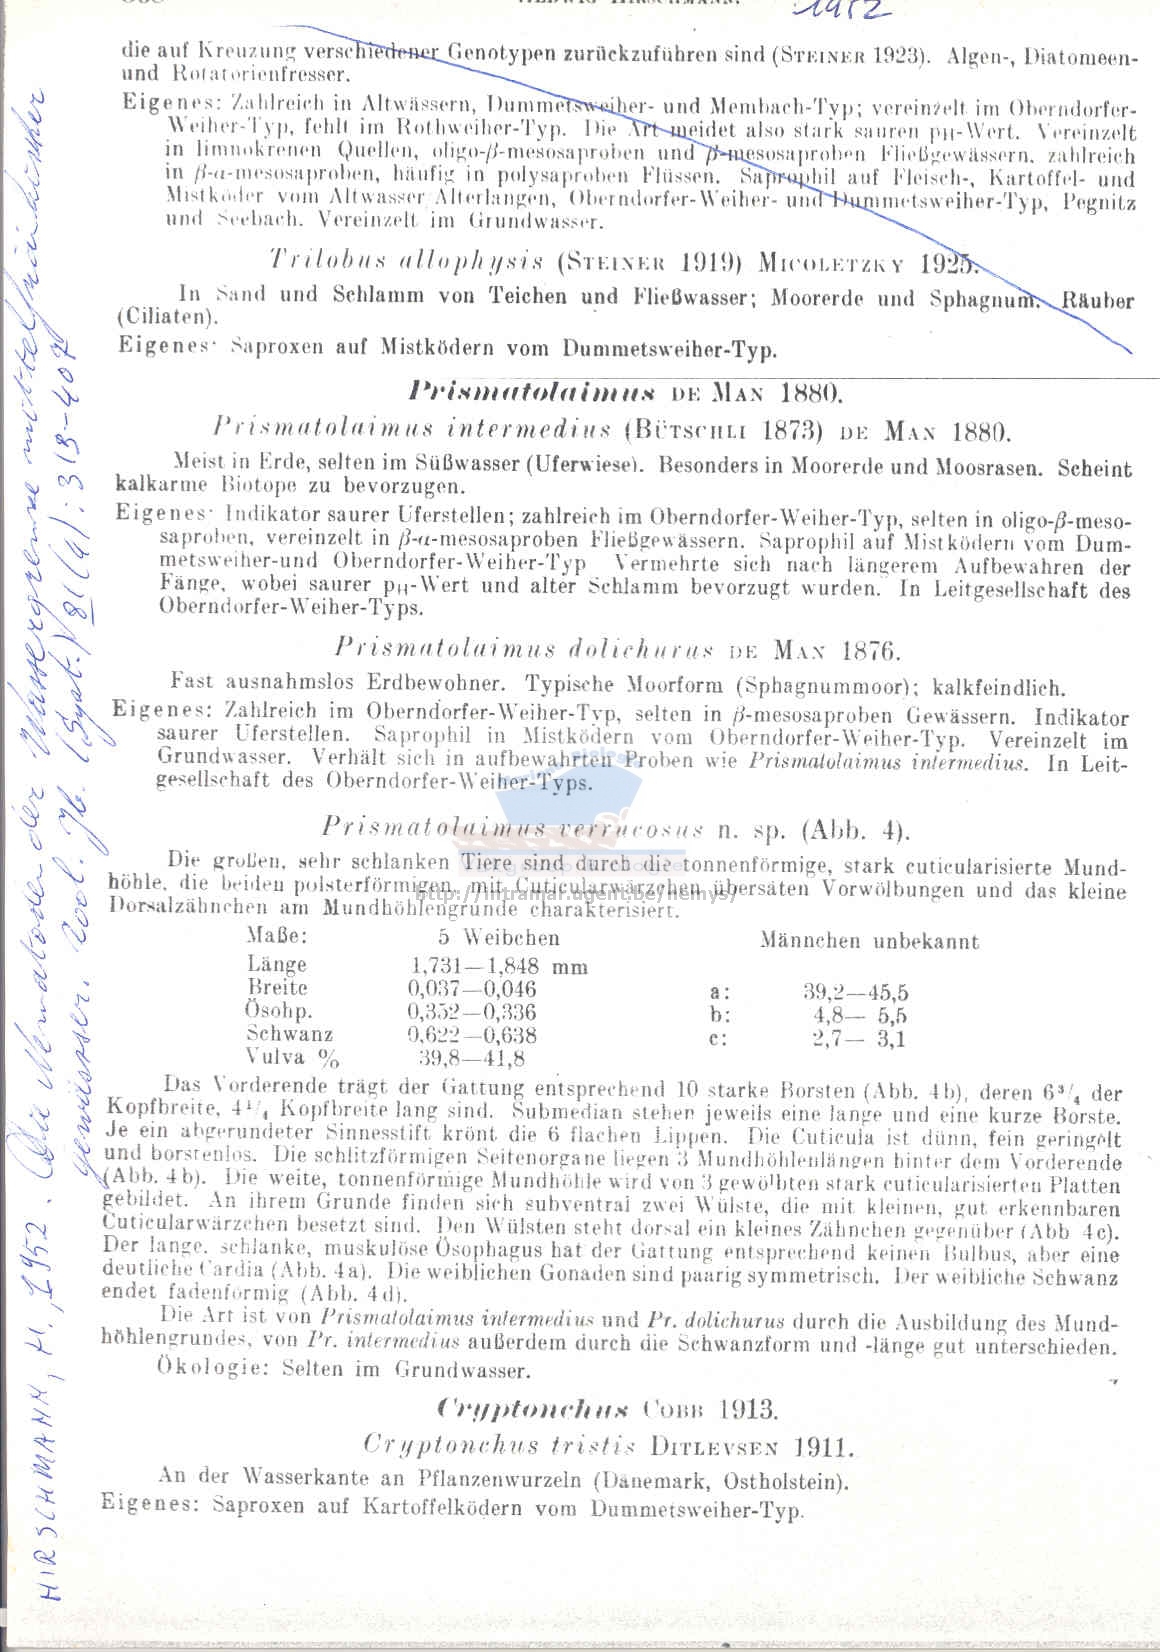 1952
die auf Kreuzung verschiedener Genotypen zurückzuführen sind (STEINER 1923). Algen-, Diatomeen-
und Rotatorienfresser.
Eigenes: Zahlreich in Altwässern, Dummetsweiher- und Membach-Typ; vereinzelt im Oberndorfer-
Weiher-Typ, fehlt im Rothweiher-Typ. Die Art meidet also stark sauren pH-Wert. Vereinzelt
in limnokrenen Quellen, oligo-β-mesosaproben und β-mesosaproben Fließgewässern, zahlreich
in β-α-mesosaproben, häufig in polysaproben Flüssen. Saprophil auf Fleisch-, Kartoffel- und
Mistköder vom Altwasser Alterlangen, Oberndorfer-Weiher- und Dummetsweiher-Typ, Pegnitz
und Seebach. Vereinzelt im Grundwasser.
Trilobus allophysis (STEINER 1919) MICOLETZKY 1925.
In Sand und Schlamm von Teichen und Fließwasser; Moorerde und Sphagnum. Räuber
(Ciliaten).
Eigenes: Saproxen auf Mistködern vom Dummetsweiher-Typ.
Prismatolaimus DE MAN 1880.
Prismatolaimus intermedius (BÜTSCHLI 1873) DE MAN 1880.
Meist in Erde, selten im Süßwasser (Uferwiese). Besonders in Moorerde und Moosrasen. Scheint
kalkarme Biotope zu bevorzugen.
Eigenes: Indikator saurer Uferstellen; zahlreich im Oberndorfer-Weiher-Typ, selten in oligo-β-meso-
saproben, vereinzelt in β-α-mesosaproben Fließgewässern. Saprophil auf Mistködern vom Dum-
metsweiher-und Oberndorfer-Weiher-Typ Vermehrte sich nach längerem Aufbewahren der
Fänge, wobei saurer pH-Wert und alter Schlamm bevorzugt wurden. In Leitgesellschaft des
Oberndorfer-Weiher-Typs.
Prismatolaimus dolichurus DE MAN 1876.
Fast ausnahmslos Erdbewohner. Typische Moorform (Sphagnummoor); kalkfeindlich.
Eigenes: Zahlreich im Oberndorfer-Weiher-Typ, selten in β-mesosaproben Gewässern. Indikator
saurer Uferstellen. Saprophil in Mistködern vom Oberndorfer-Weiher-Typ. Vereinzelt im
Grundwasser. Verhält sich in aufbewahrten Proben wie Prismatolaimus intermedius. In Leit-
gesellschaft des Oberndorfer-Weiher-Typs.
Prismatolaimus verrucosus n. sp. (Abb. 4).
Die großen, sehr schlanken Tiere sind durch die tonnenförmige, stark cuticularisierte Mund-
höhle, die beiden polsterförmigen, mit Cuticularwärzchen übersäten Vorwölbungen und das kleine
http://intramar.ugent.be/nemys/
Dorsalzähnchen am Mundhöhlengrunde charakterisiert.
Maße: 5 Weibchen Männchen unbekannt
Länge 1,731—1,848 mm
Breite 0,037—0,046 a: 39,2—45,5
Ösohp. 0,352—0,336 b: 4,8— 5,5
Schwanz 0,622—0,638 c: 2,7— 3,1
Vulva % 39,8—41,8
Das Vorderende trägt der Gattung entsprechend 10 starke Borsten (Abb. 4b), deren 6 3/4 der
Kopfbreite, 4 1/4 Kopfbreite lang sind. Submedian stehen jeweils eine lange und eine kurze Borste.
Je ein abgerundeter Sinnesstift krönt die 6 flachen Lippen. Die Cuticula ist dünn, fein geringelt
und borstenlos. Die schlitzförmigen Seitenorgane liegen 3 Mundhöhlenlängen hinter dem Vorderende
(Abb. 4b). Die weite, tonnenförmige Mundhöhle wird von 3 gewölbten stark cuticularisierten Platten
gebildet. An ihrem Grunde finden sich subventral zwei Wülste, die mit kleinen, gut erkennbaren
Cuticularwärzchen besetzt sind. Den Wülsten steht dorsal ein kleines Zähnchen gegenüber (Abb 4c).
Der lange, schlanke, muskulöse Ösophagus hat der Gattung entsprechend keinen Bulbus, aber eine
deutliche Cardia (Abb. 4a). Die weiblichen Gonaden sind paarig symmetrisch. Der weibliche Schwanz
endet fadenförmig (Abb. 4d).
Die Art ist von Prismatolaimus intermedius und Pr. dolichurus durch die Ausbildung des Mund-
höhlengrundes, von Pr. intermedius außerdem durch die Schwanzform und -länge gut unterschieden.
Ökologie: Selten im Grundwasser.
Cryptonchus COBB 1913.
Cryptonchus tristis DITLEVSEN 1911.
An der Wasserkante an Pflanzenwurzeln (Dänemark, Ostholstein).
Eigenes: Saproxen auf Kartoffelködern vom Dummetsweiher-Typ.
HIRSCHMANN, H., 1952. Die Nematoden der Wassergrenze mittelfränkischer
gewässer. Zool. Jb. (Syst.) 81(4): 313-407